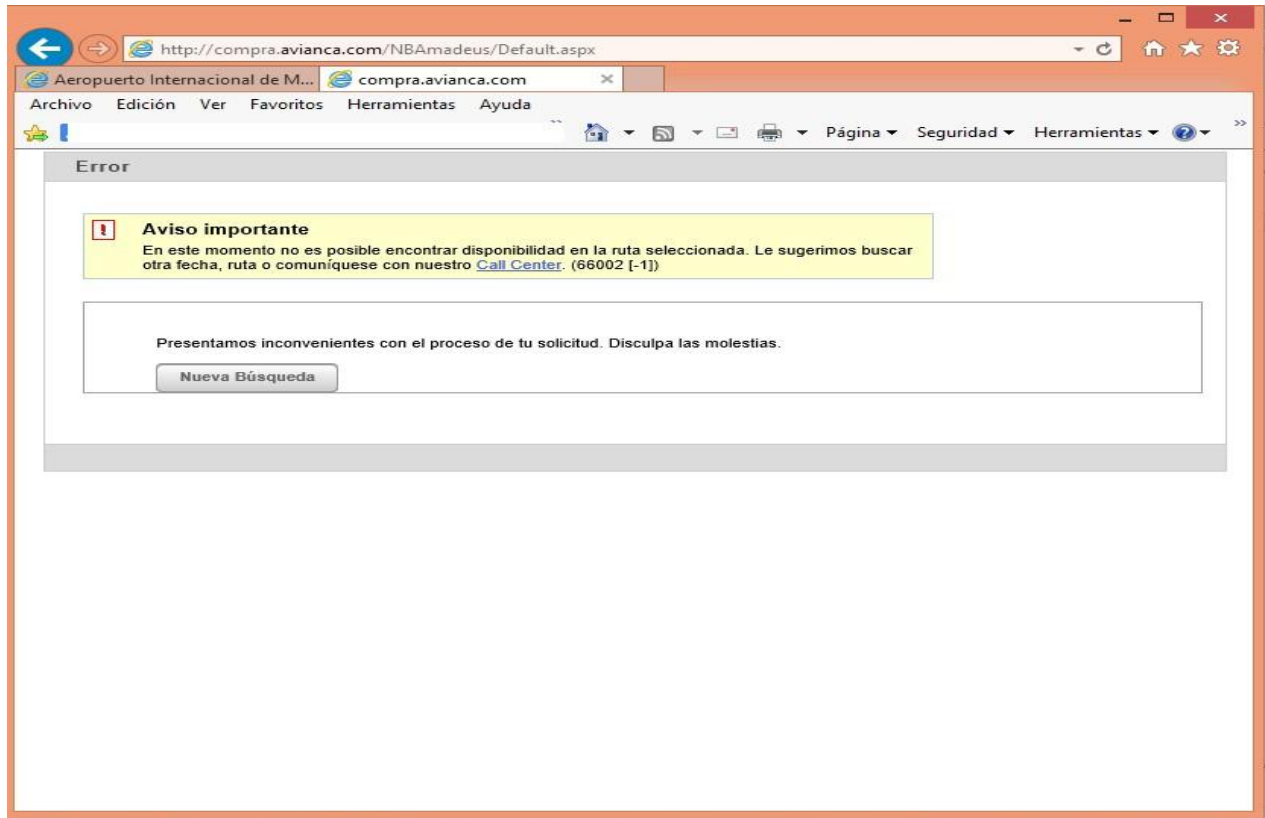 http://compra.avianca.com/NBAmadeus/Default.aspx
Aeropuerto Internacional de M... compra.avianca.com
Archivo Edición Ver Favoritos Herramientas Ayuda
Página Seguridad Herramientas
Error
Aviso importante
En este momento no es posible encontrar disponibilidad en la ruta seleccionada. Le sugerimos buscar
otra fecha, ruta o comuníquese con nuestro Call Center. (66002 [-1])
Presentamos inconvenientes con el proceso de tu solicitud. Disculpa las molestias.
Nueva Búsqueda